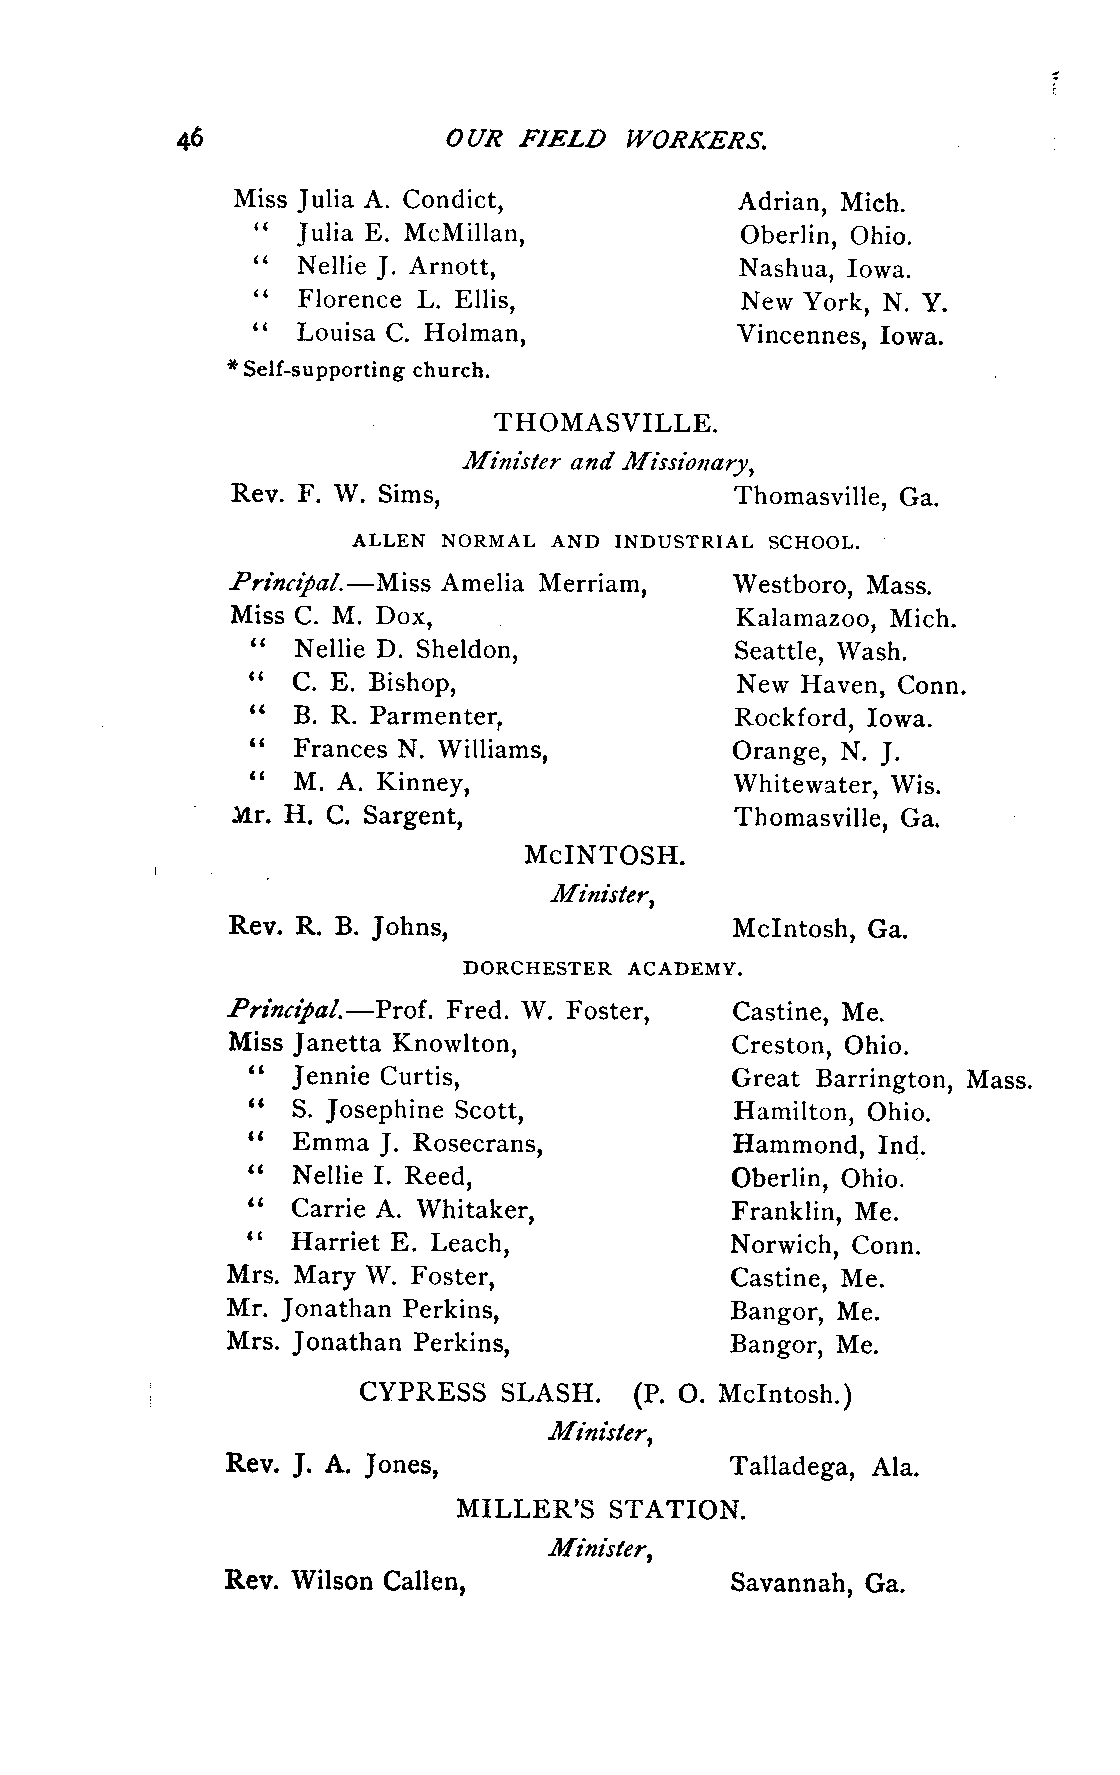 46 OUR FIELD WORKERS.
Miss Julia A. Condict, Adrian, Mich.
“ Julia E. McMillan, Oberlin, Ohio.
“ Nellie J. Arnott, Nashua, Iowa.
“ Florence L. Ellis, New York, N. Y.
“ Louisa C. Holman, Vincennes, Iowa.
* Self-supporting church.
THOMASVILLE.
Minister and Missionary,
Rev. F. W. Sims, Thomasville, Ga.
ALLEN NORMAL AND INDUSTRIAL SCHOOL.
Principal.—Miss Amelia Merriam, Westboro, Mass.
Miss C. M. Dox, Kalamazoo, Mich.
“ Nellie D. Sheldon, Seattle, Wash.
“ C. E. Bishop, New Haven, Conn.
“ B. R. Parmenter, Rockford, Iowa.
“ Frances N. Williams, Orange, N. J.
“ M. A. Kinney, Whitewater, Wis.
Mr. H. C. Sargent, Thomasville, Ga.
McINTOSH.
Minister,
Rev. R. B. Johns, McIntosh, Ga.
DORCHESTER ACADEMY.
Principal.—Prof. Fred. W. Foster, Castine, Me.
Miss Janetta Knowlton, Creston, Ohio.
“ Jennie Curtis, Great Barrington, Mass.
“ S. Josephine Scott, Hamilton, Ohio.
“ Emma J. Rosecrans, Hammond, Ind.
“ Nellie I. Reed, Oberlin, Ohio.
“ Carrie A. Whitaker, Franklin, Me.
“ Harriet E. Leach, Norwich, Conn.
Mrs. Mary W. Foster, Castine, Me.
Mr. Jonathan Perkins, Bangor, Me.
Mrs. Jonathan Perkins, Bangor, Me.
CYPRESS SLASH. (P. O. McIntosh.)
Minister,
Rev. J. A. Jones, Talladega, Ala.
MILLER'S STATION.
Minister,
Rev. Wilson Callen, Savannah, Ga.